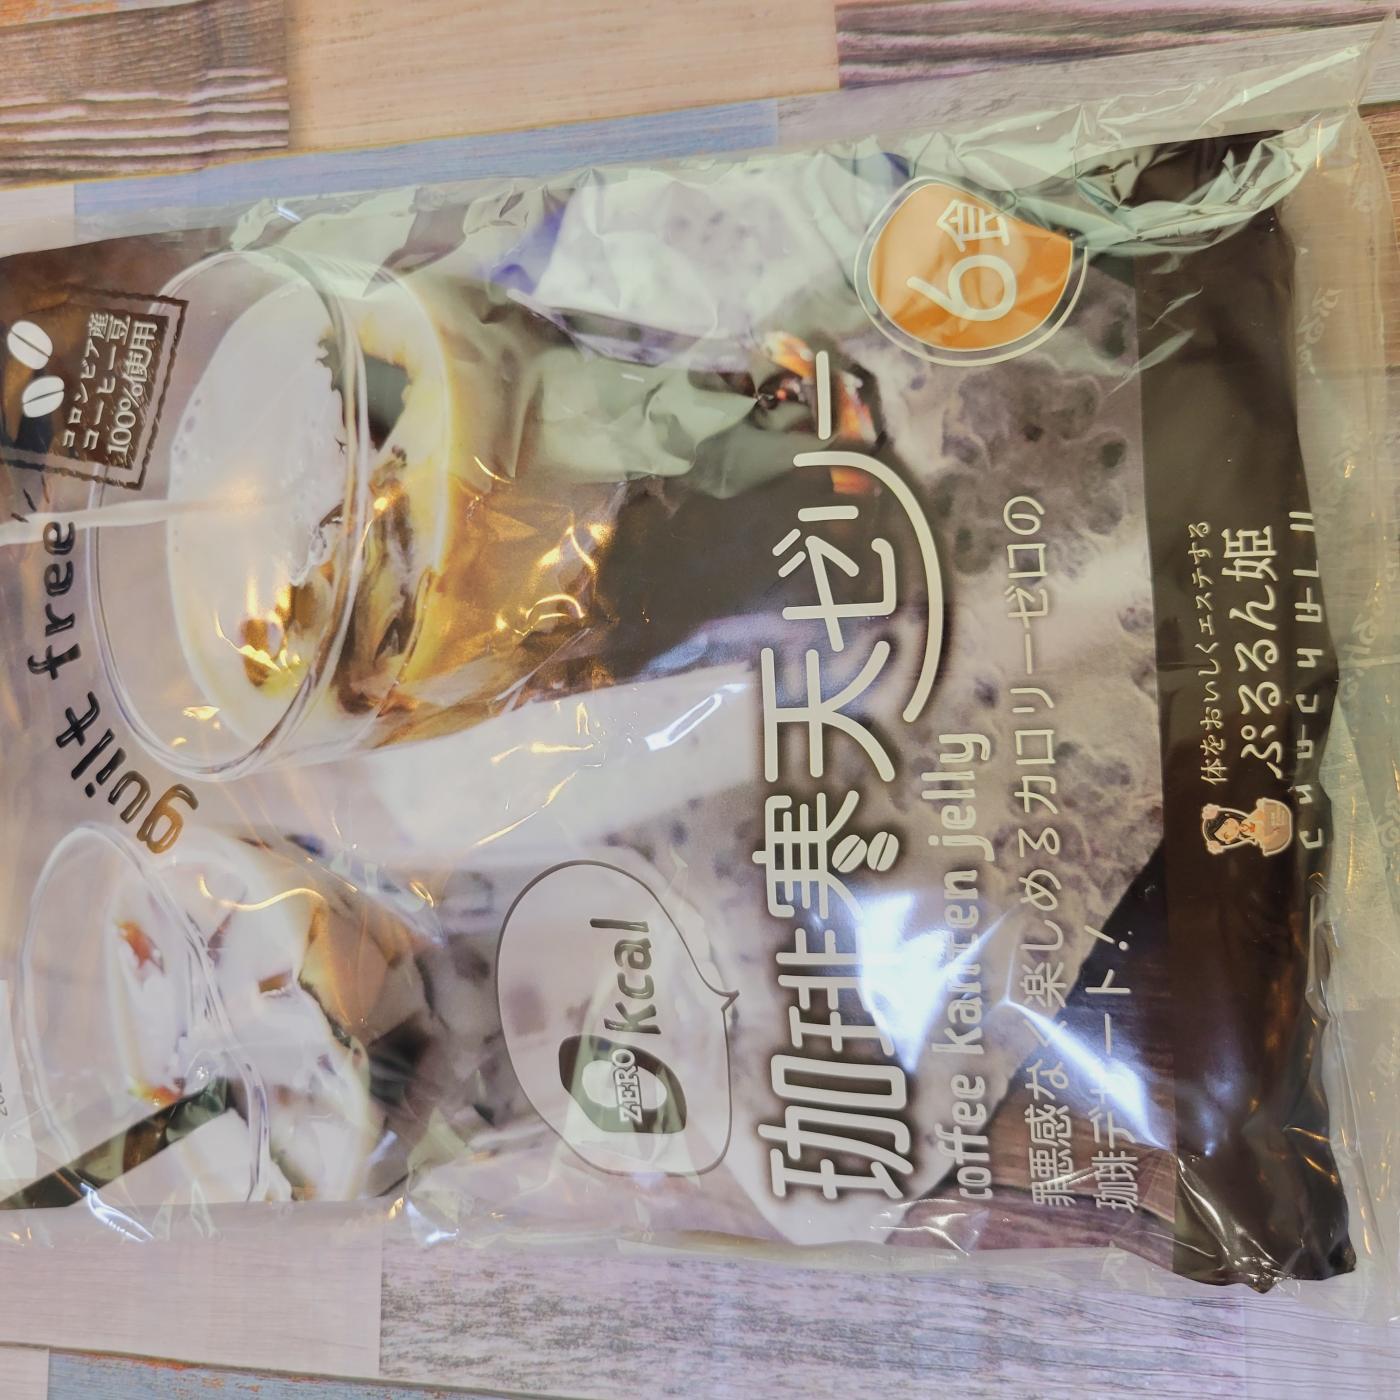 コロンビア産
コーヒー豆
100%使用
guilt free
ZERO
0kcal
珈琲寒天ゼリー
coffee kanten jelly
罪悪感なく楽しめるカロリーゼロの
珈琲デザート!
6食
体をおいしくエステする
ぷるるん姫